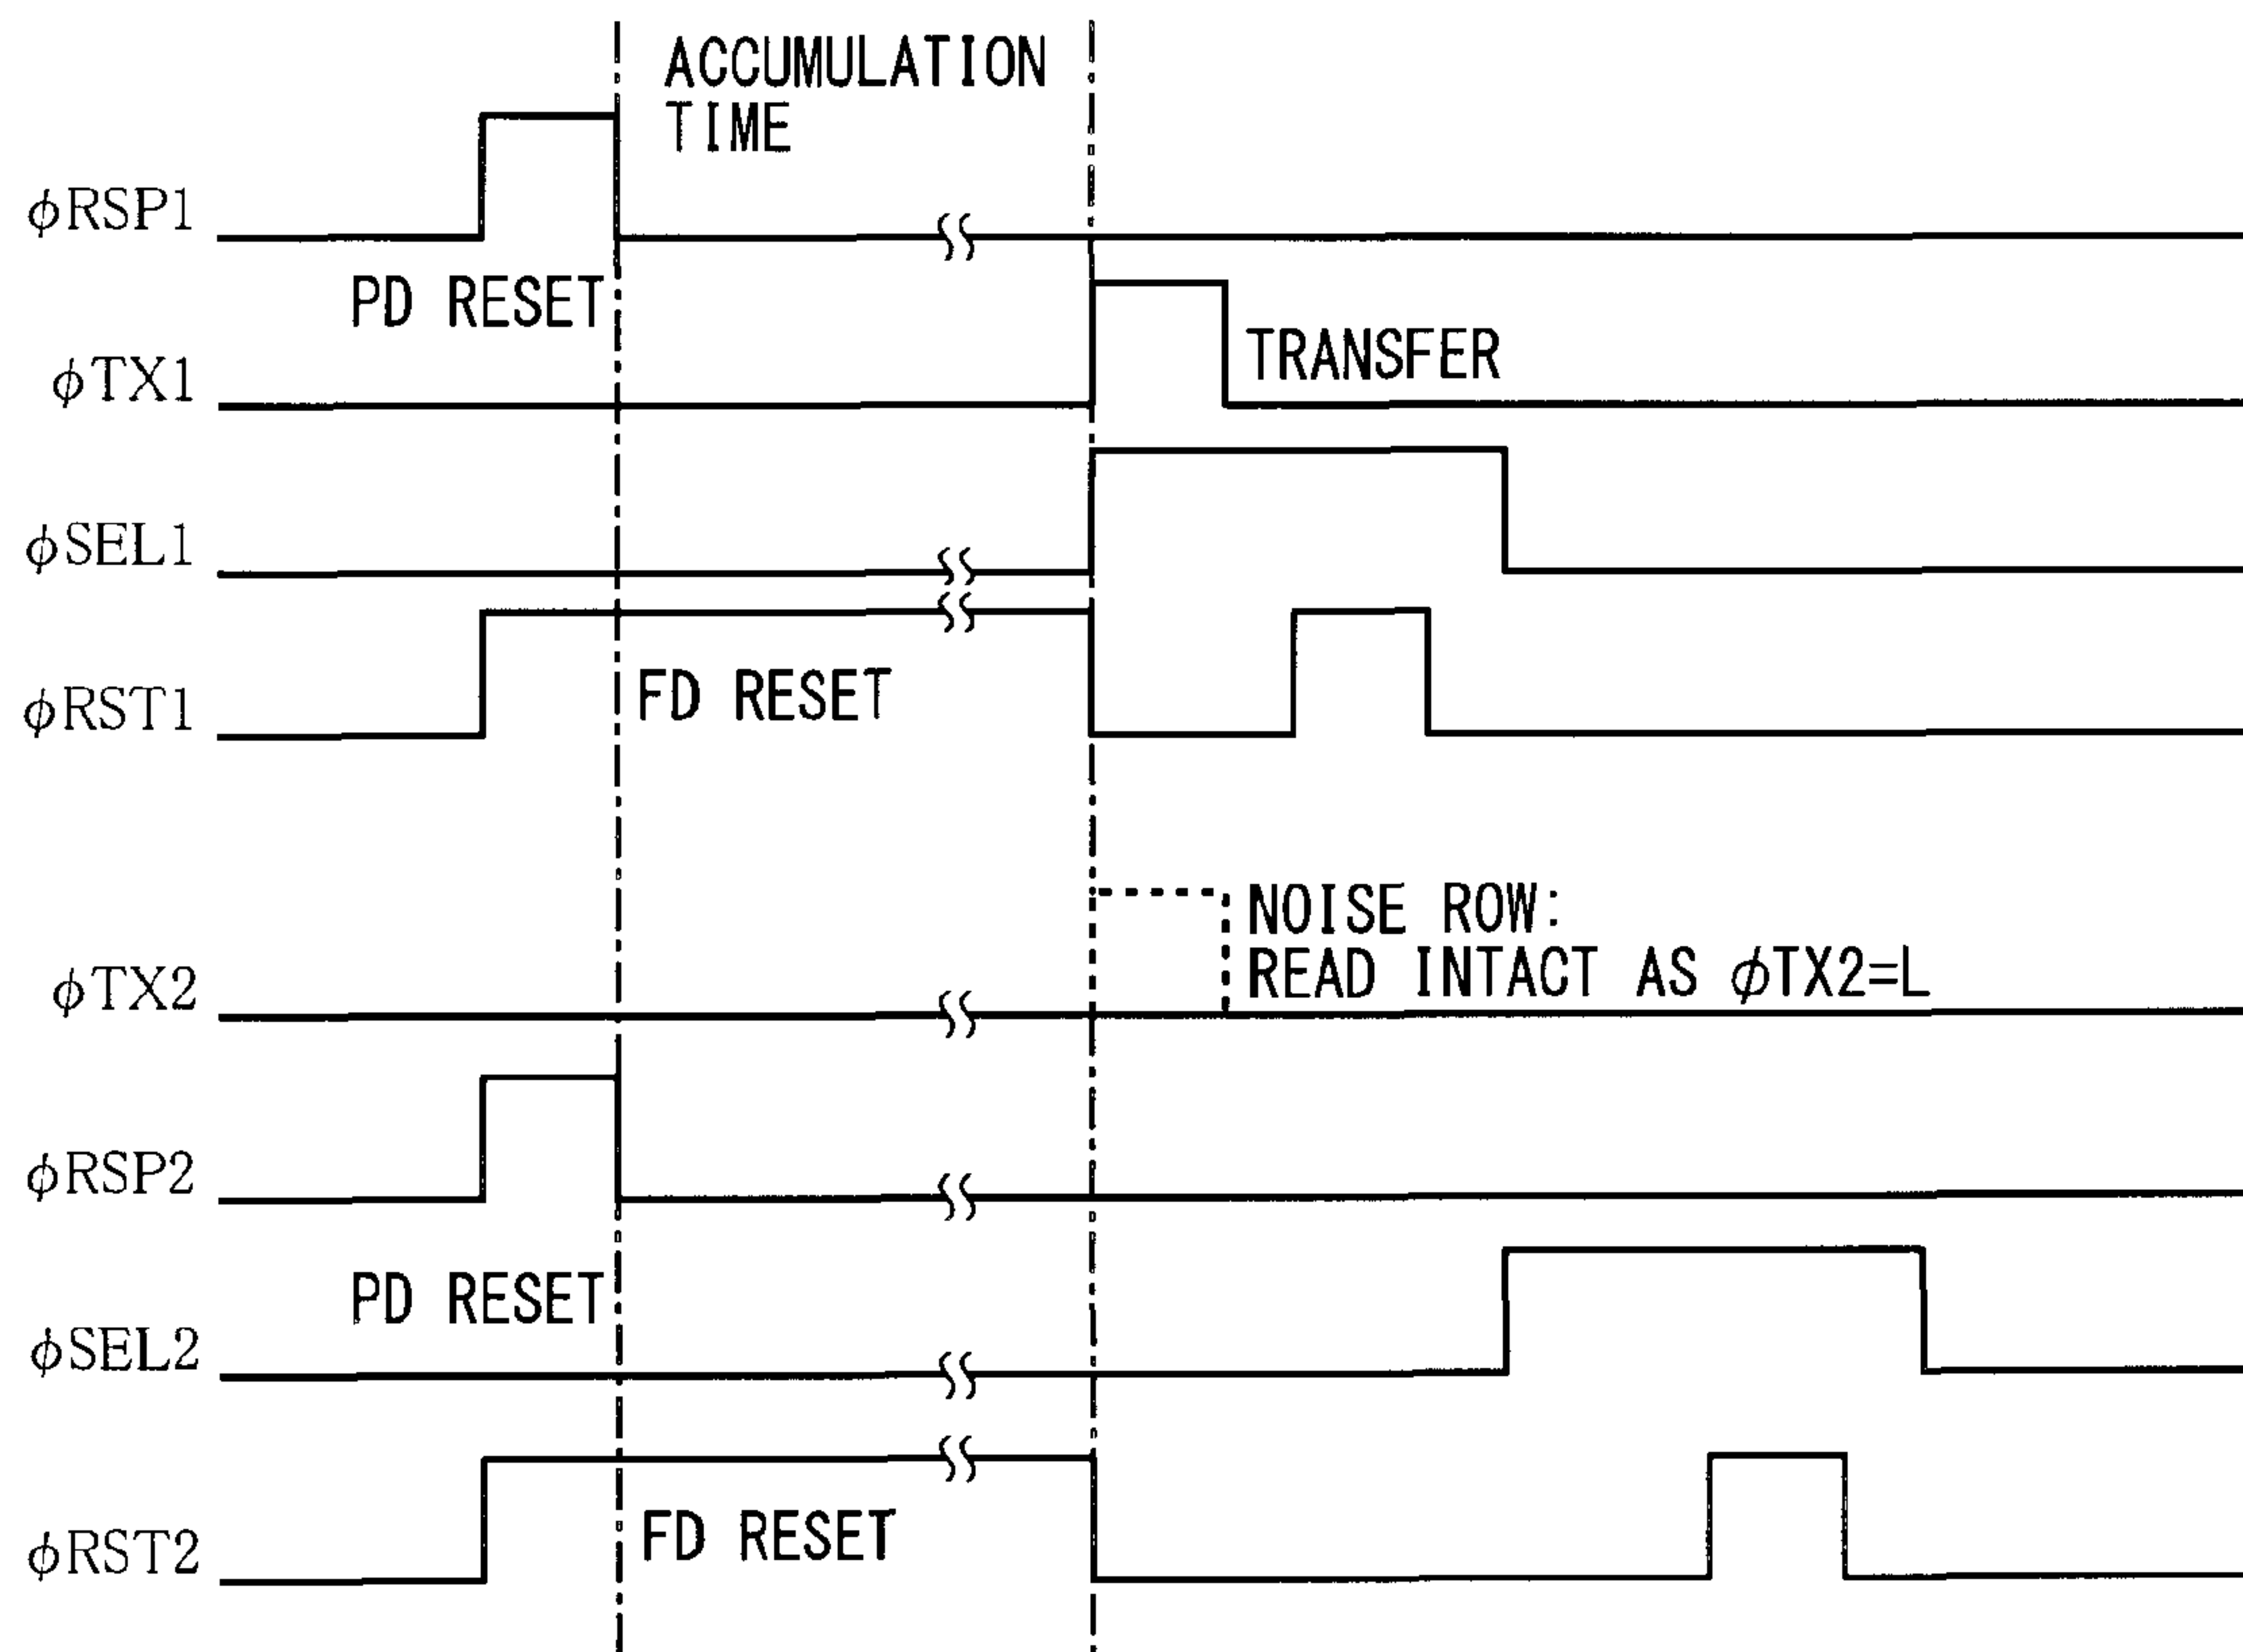 ACCUMULATION
TIME
φRSP1
PD RESET
φTX1
TRANSFER
φSEL1
φRST1
FD RESET
NOISE ROW:
READ INTACT AS φTX2=L
φTX2
φRSP2
PD RESET
φSEL2
φRST2
FD RESET